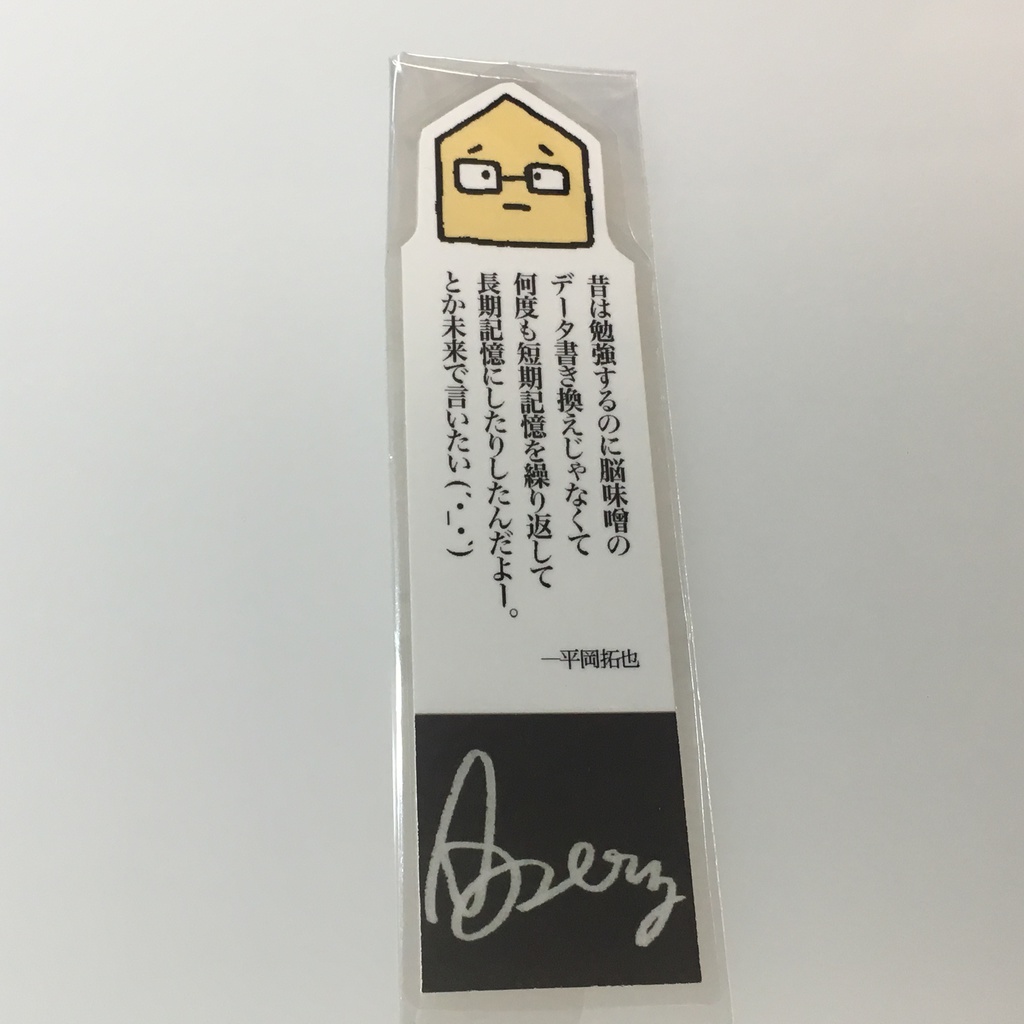 昔は勉強するのに脳味噌の
データ書き換えじゃなくて
何度も短期記憶を繰り返して
長期記憶にしたりしたんだよー。
とか未来で言いたい(´・_・`)
—平岡拓也